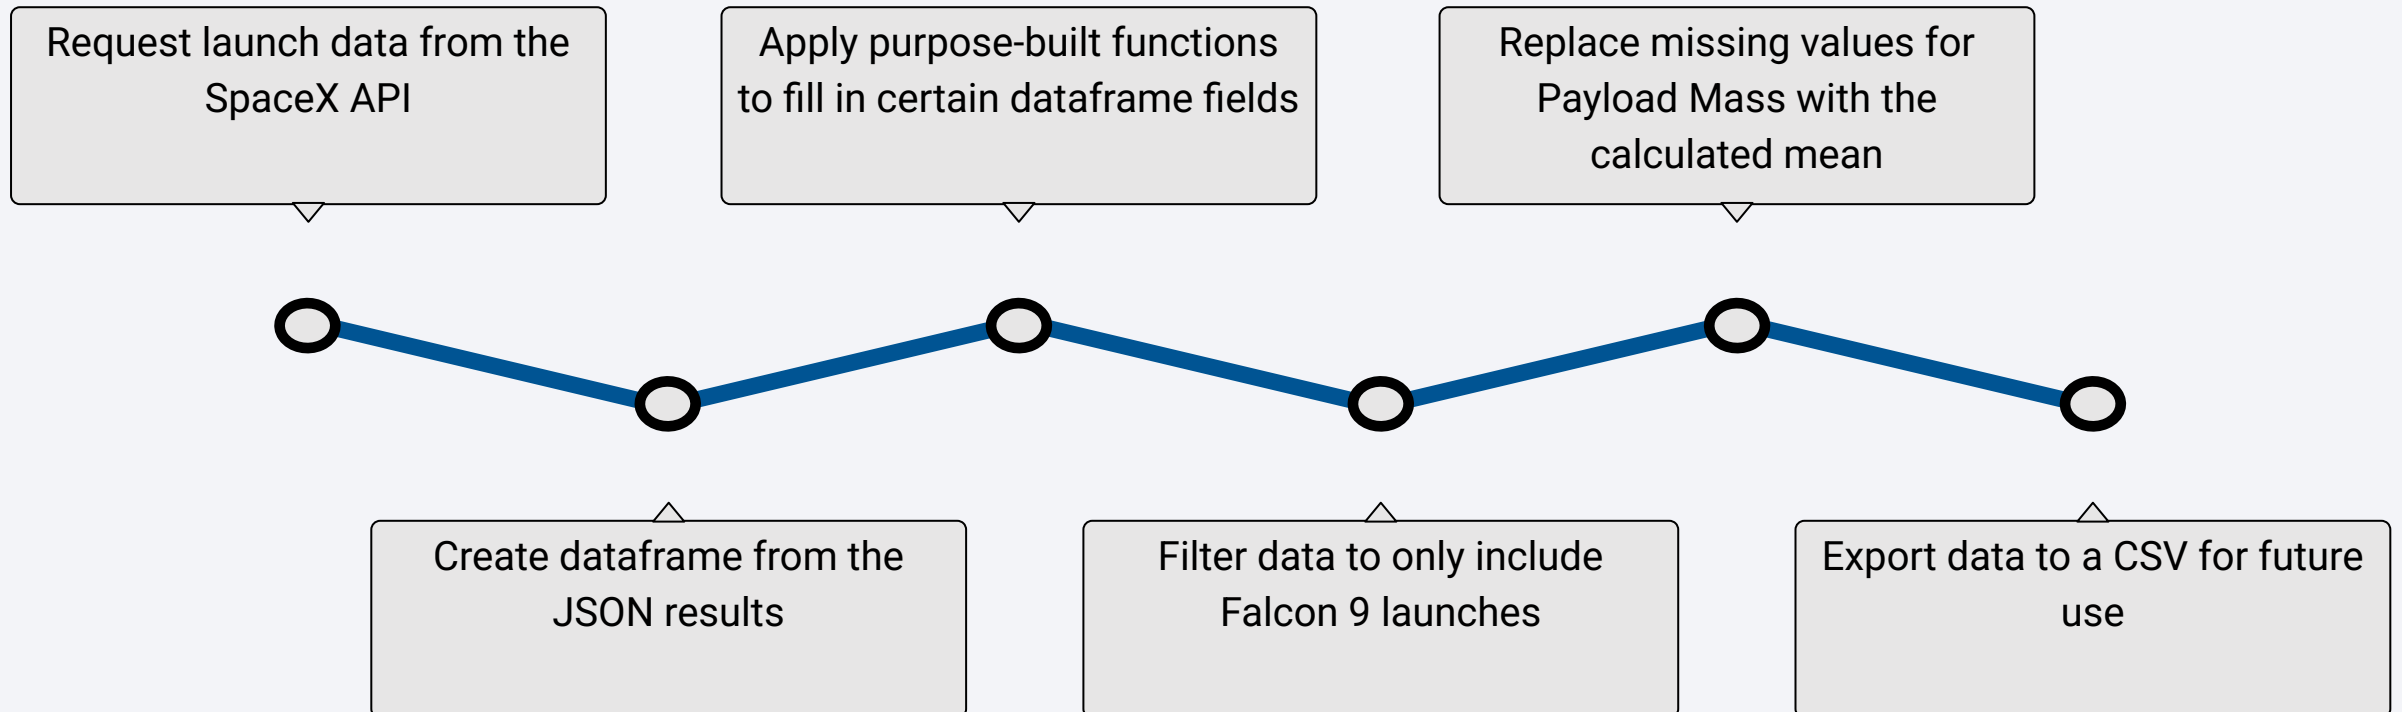 Request launch data from the
SpaceX API
Create dataframe from the
JSON results
Apply purpose-built functions
to fill in certain dataframe fields
Filter data to only include
Falcon 9 launches
Replace missing values for
Payload Mass with the
calculated mean
Export data to a CSV for future
use